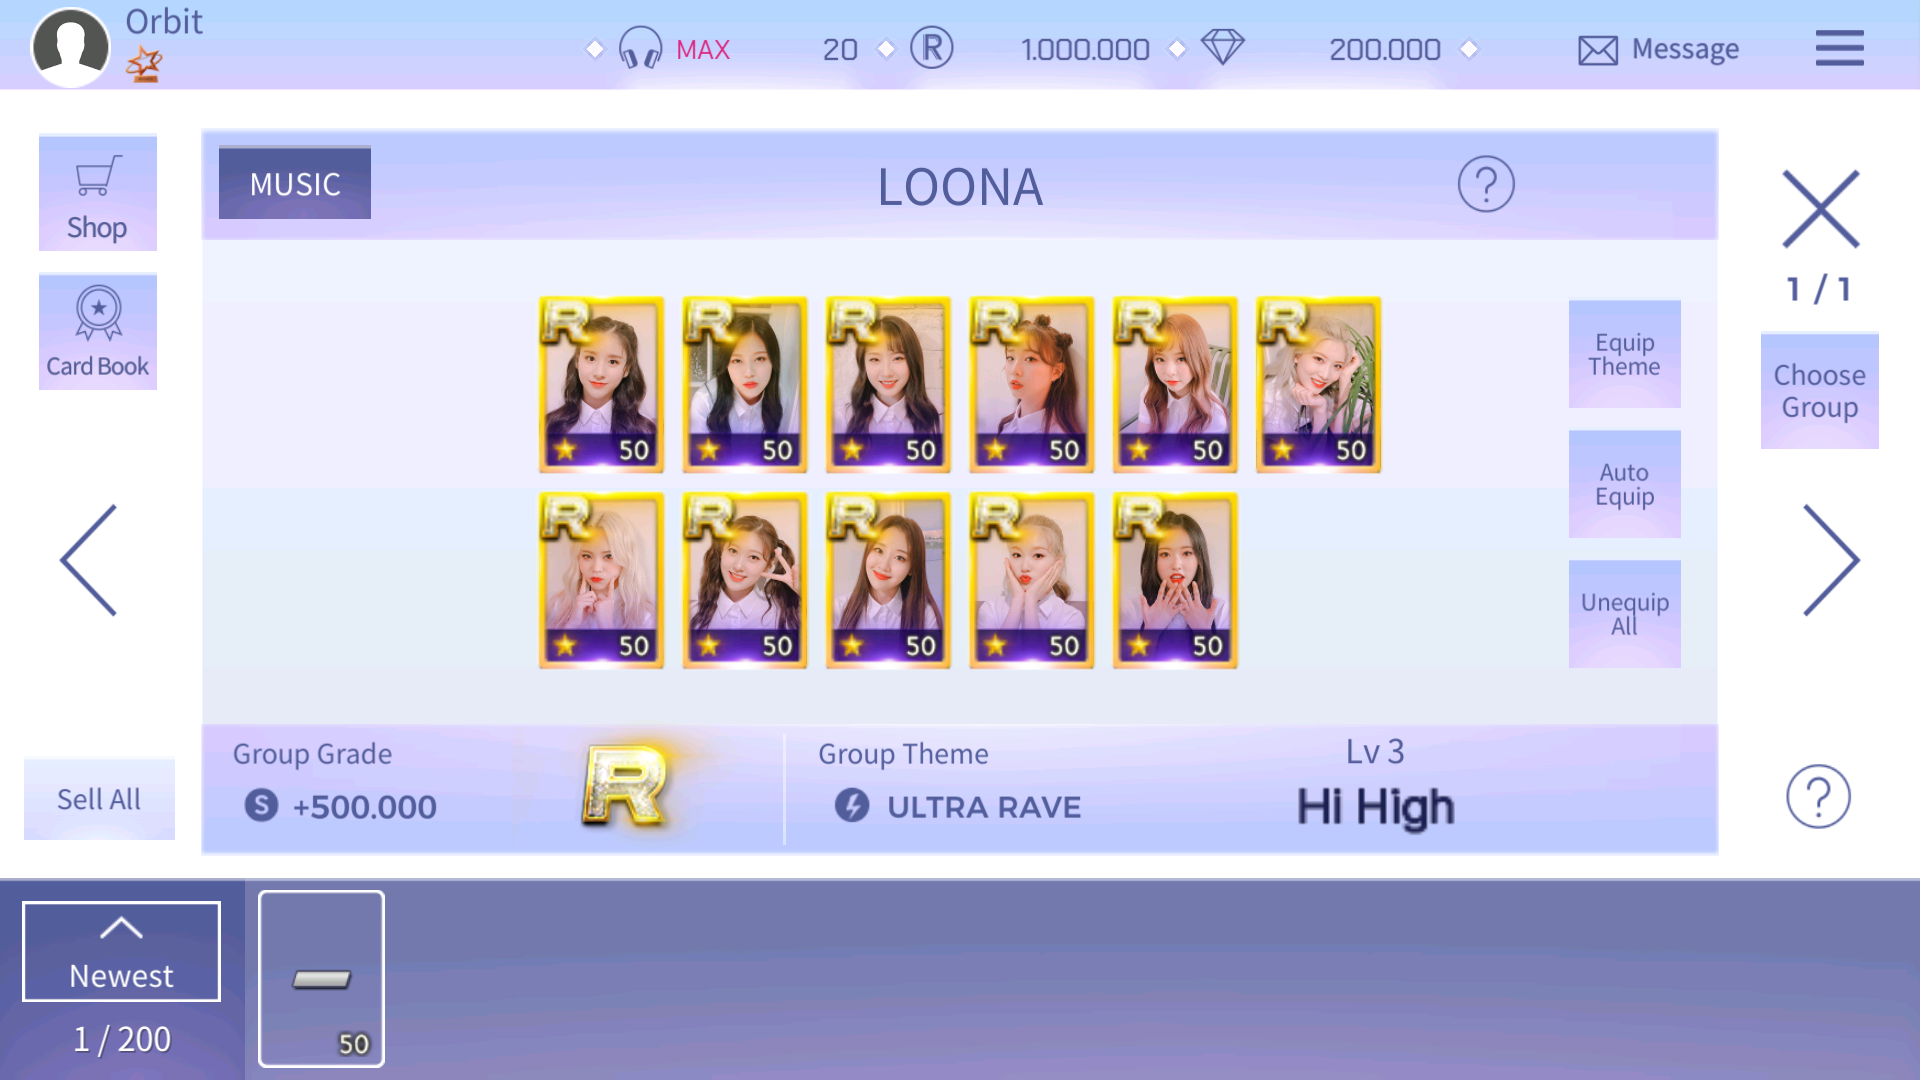 Orbit
MAX
20
R
1.000.000
200.000
Message
Shop
Card Book
MUSIC
LOONA
?
1 / 1
Choose
Group
R R R R R R
50 50 50 50 50 50
R R R R R
50 50 50 50 50
Equip
Theme
Auto
Equip
Unequip
All
Sell All
Group Grade
S +500.000
R
Group Theme
ULTRA RAVE
Lv 3
Hi High
?
Newest
1 / 200
50